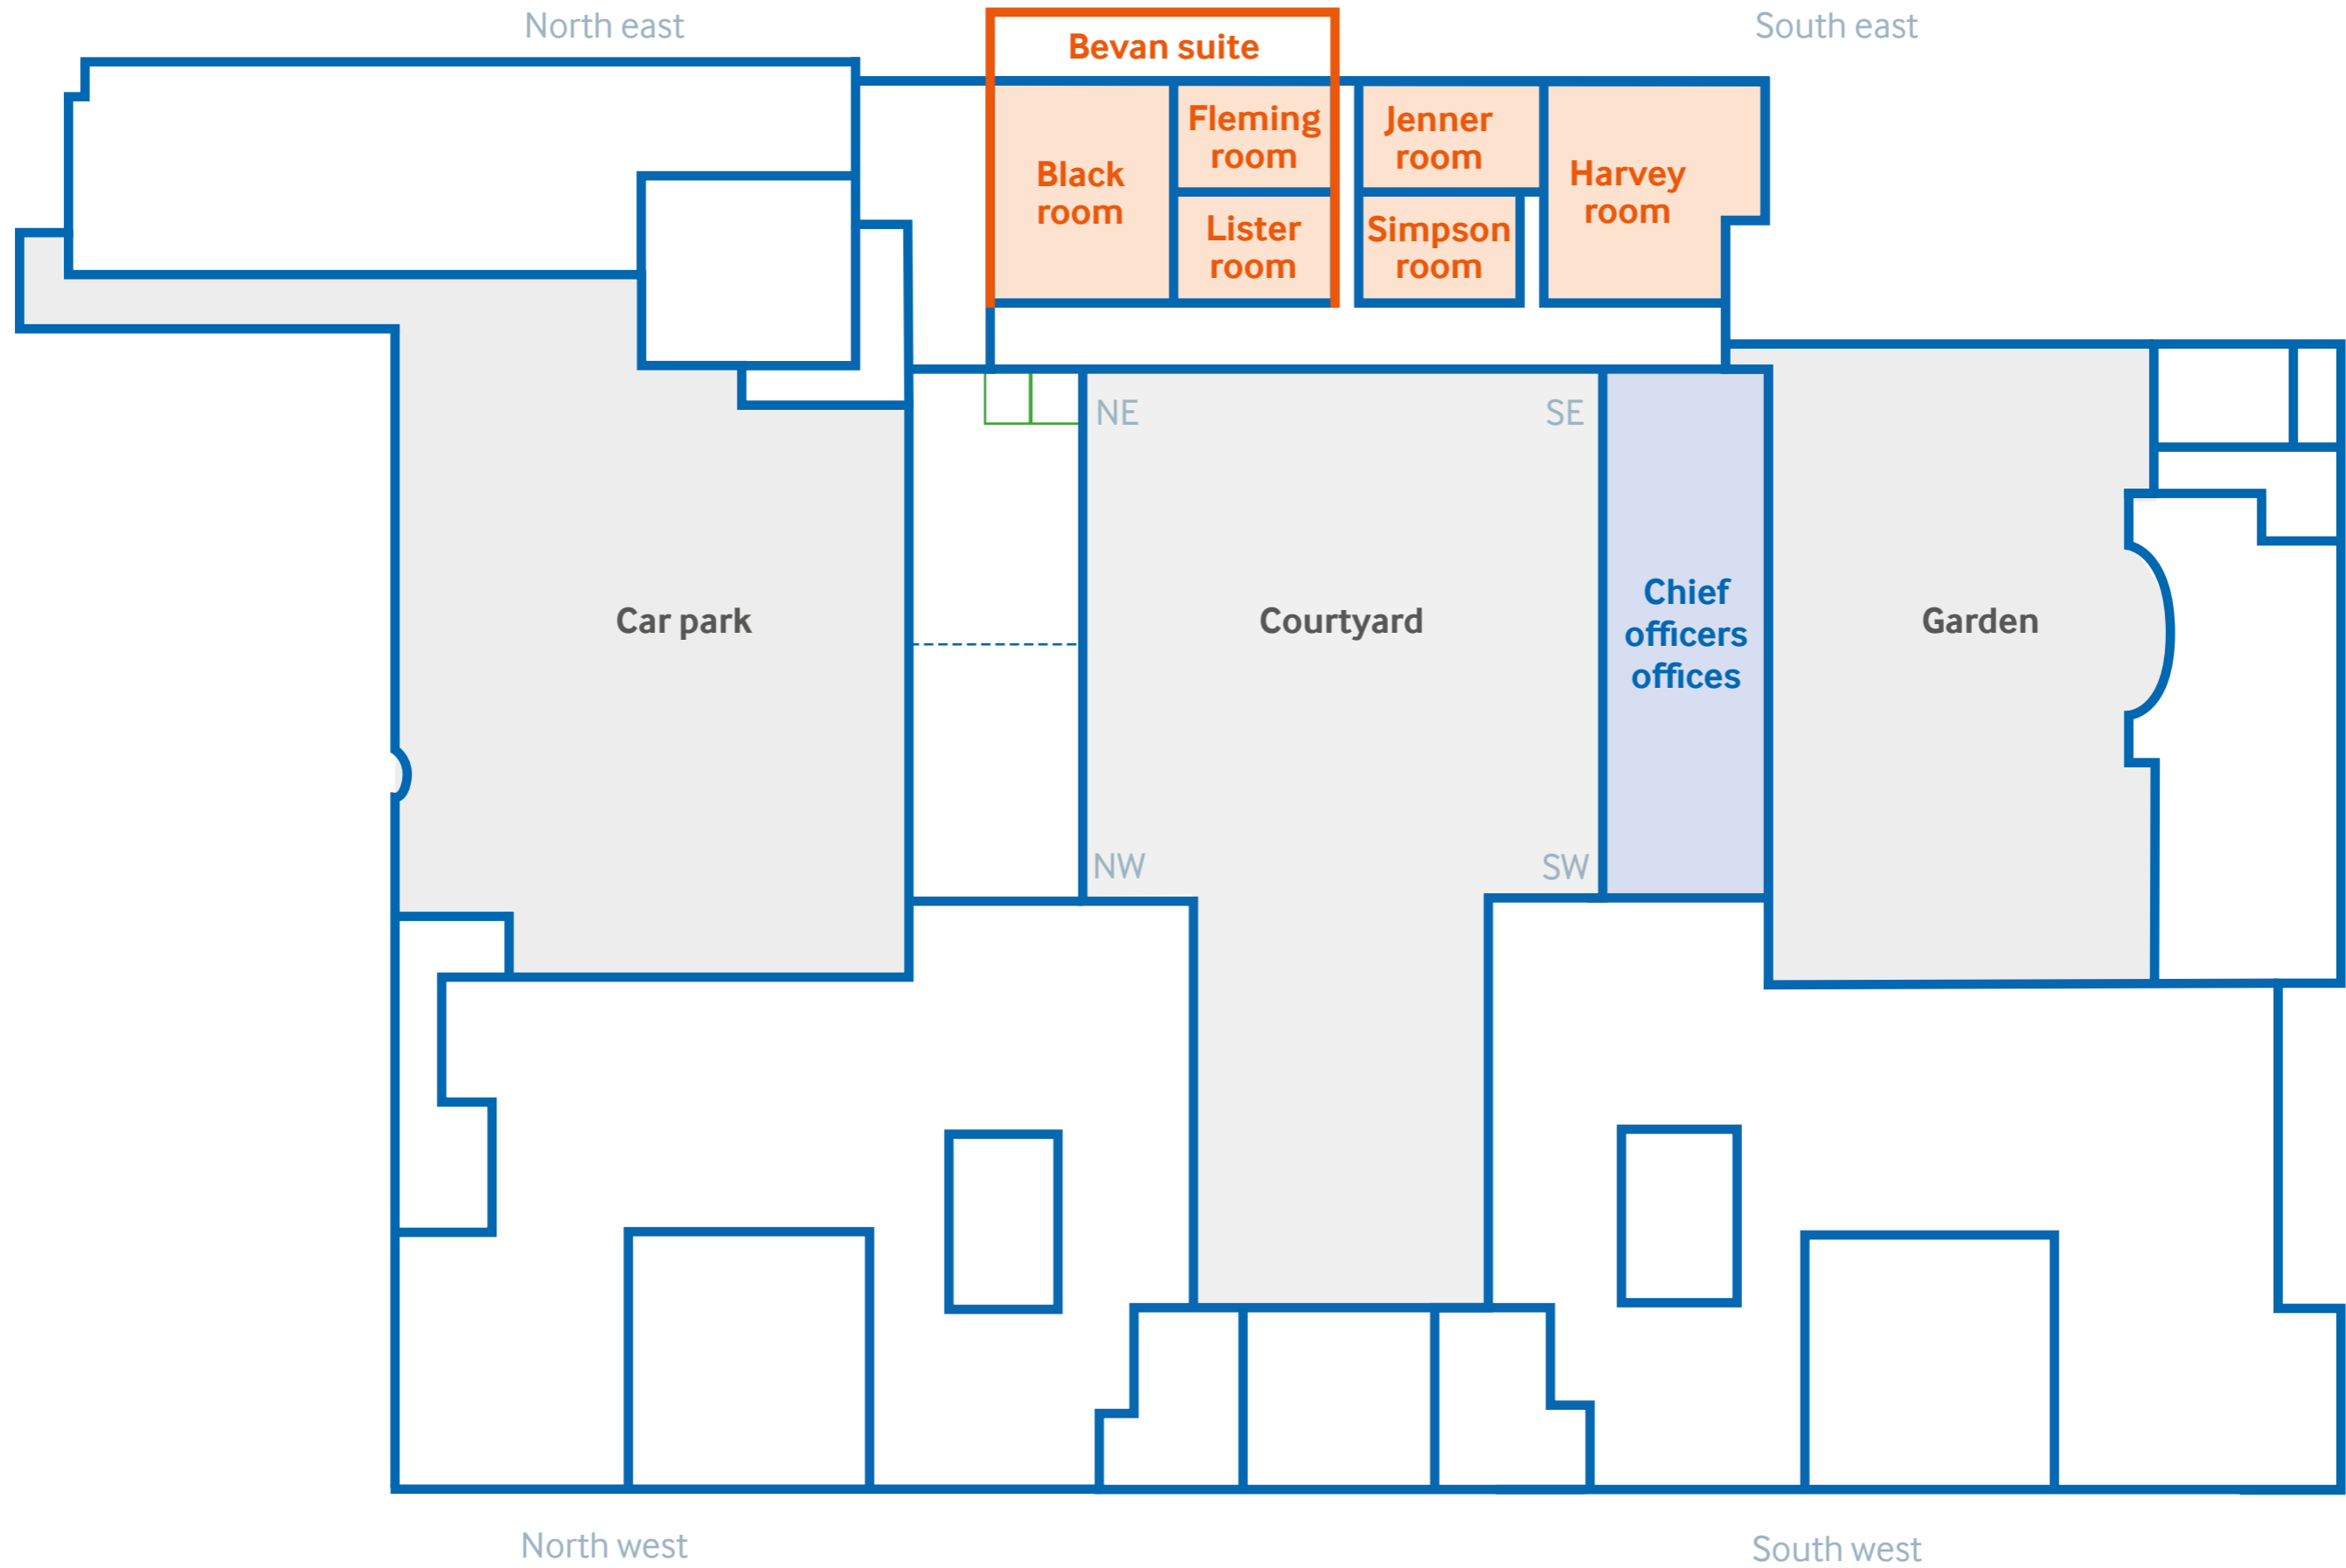 North east
South east
Bevan suite
Black
room
Fleming
room
Lister
room
Jenner
room
Simpson
room
Harvey
room
NE
SE
Car park
Courtyard
Chief
officers
offices
Garden
NW
SW
North west
South west